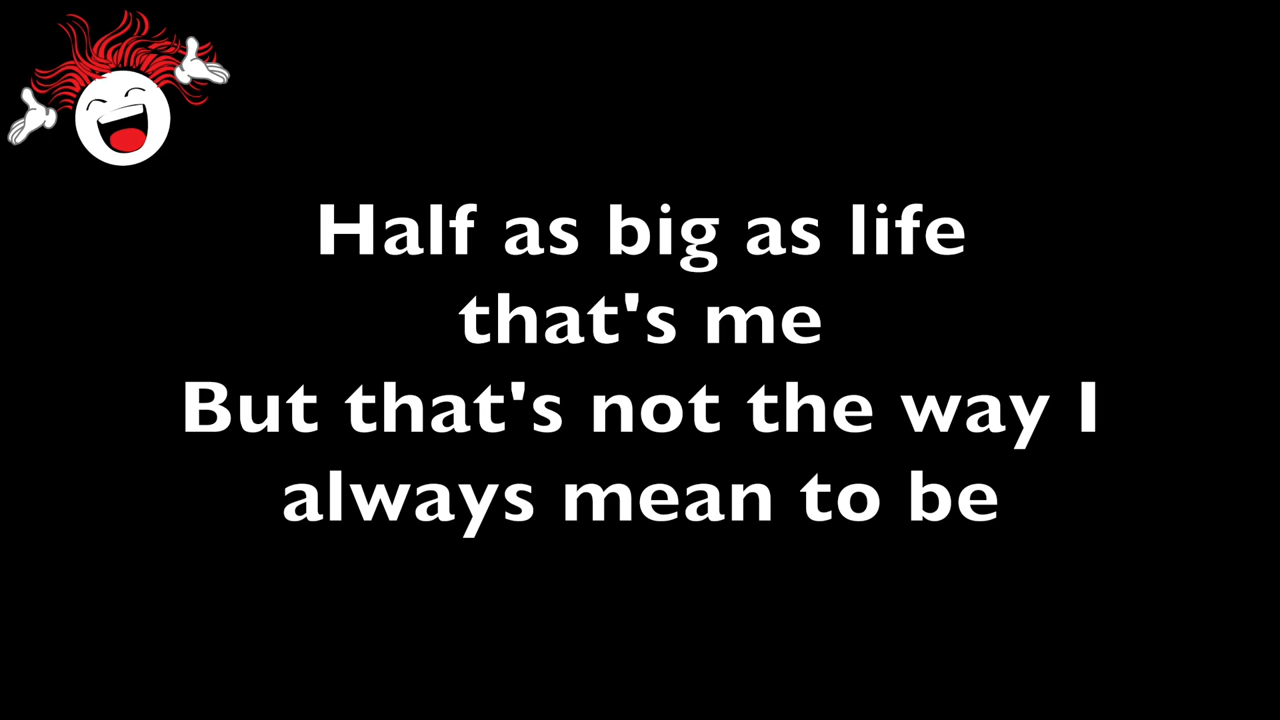 Half as big as life
that's me
But that's not the way I
always mean to be